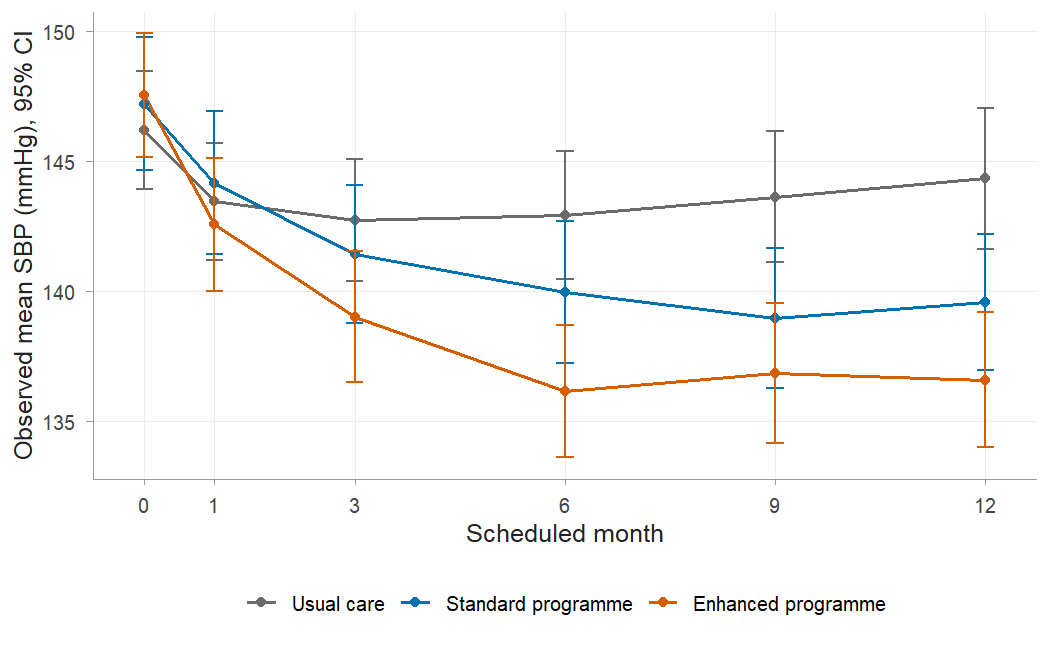 Observed mean SBP (mmHg), 95% CI
150
145
140
135
0 1 3 6 9 12
Scheduled month
Usual care Standard programme Enhanced programme